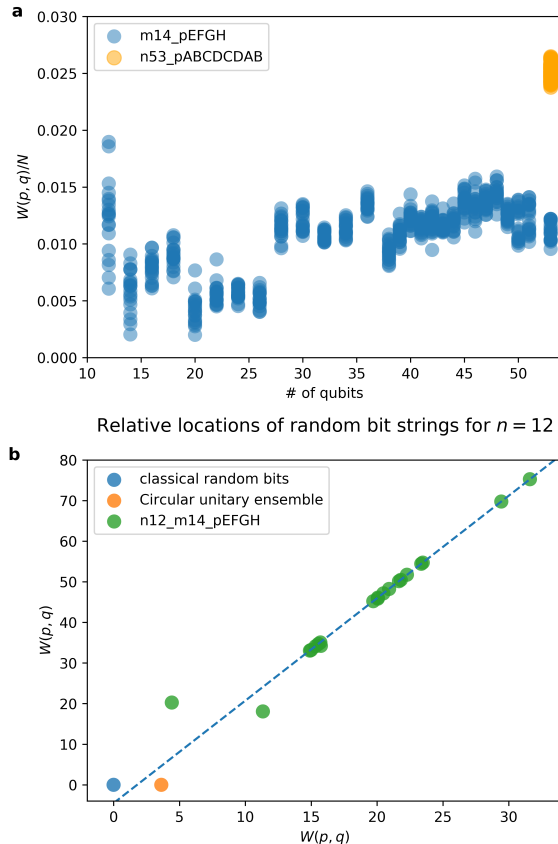 a
0.030
0.025
0.020
0.015
0.010
0.005
0.000
W(p, q)/N
m14_pEFGH
n53_pABCDCDAB
10 15 20 25 30 35 40 45 50
# of qubits
Relative locations of random bit strings for n = 12
b
80
70
60
50
40
30
20
10
0
W(p, q)
classical random bits
Circular unitary ensemble
n12_m14_pEFGH
0 5 10 15 20 25 30
W(p, q)